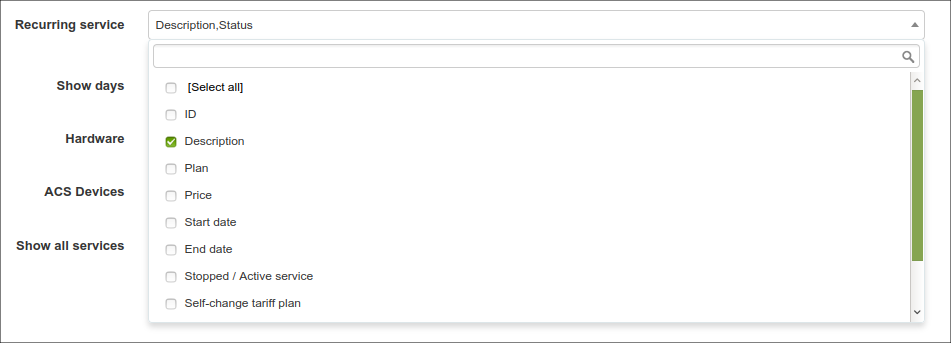 Recurring service
Description,Status
[Select all]
Show days
ID
Hardware
Description
Plan
ACS Devices
Price
Start date
Show all services
End date
Stopped / Active service
Self-change tariff plan